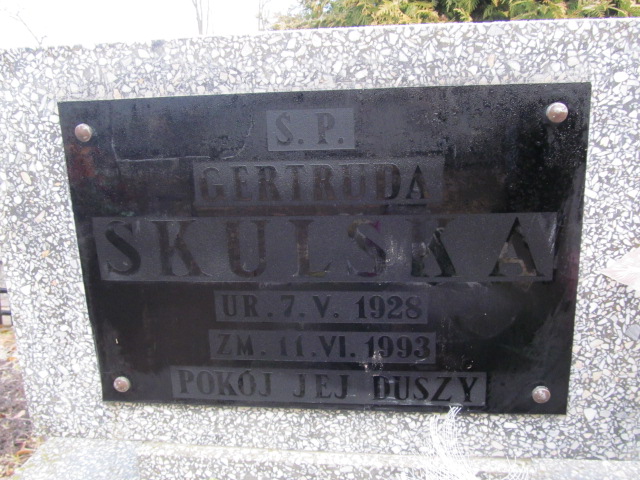 Ś. P.
GERTRUDA
SKULSKA
UR. 7. V. 1928
ZM. 11. VI. 1993
POKÓJ JEJ DUSZY